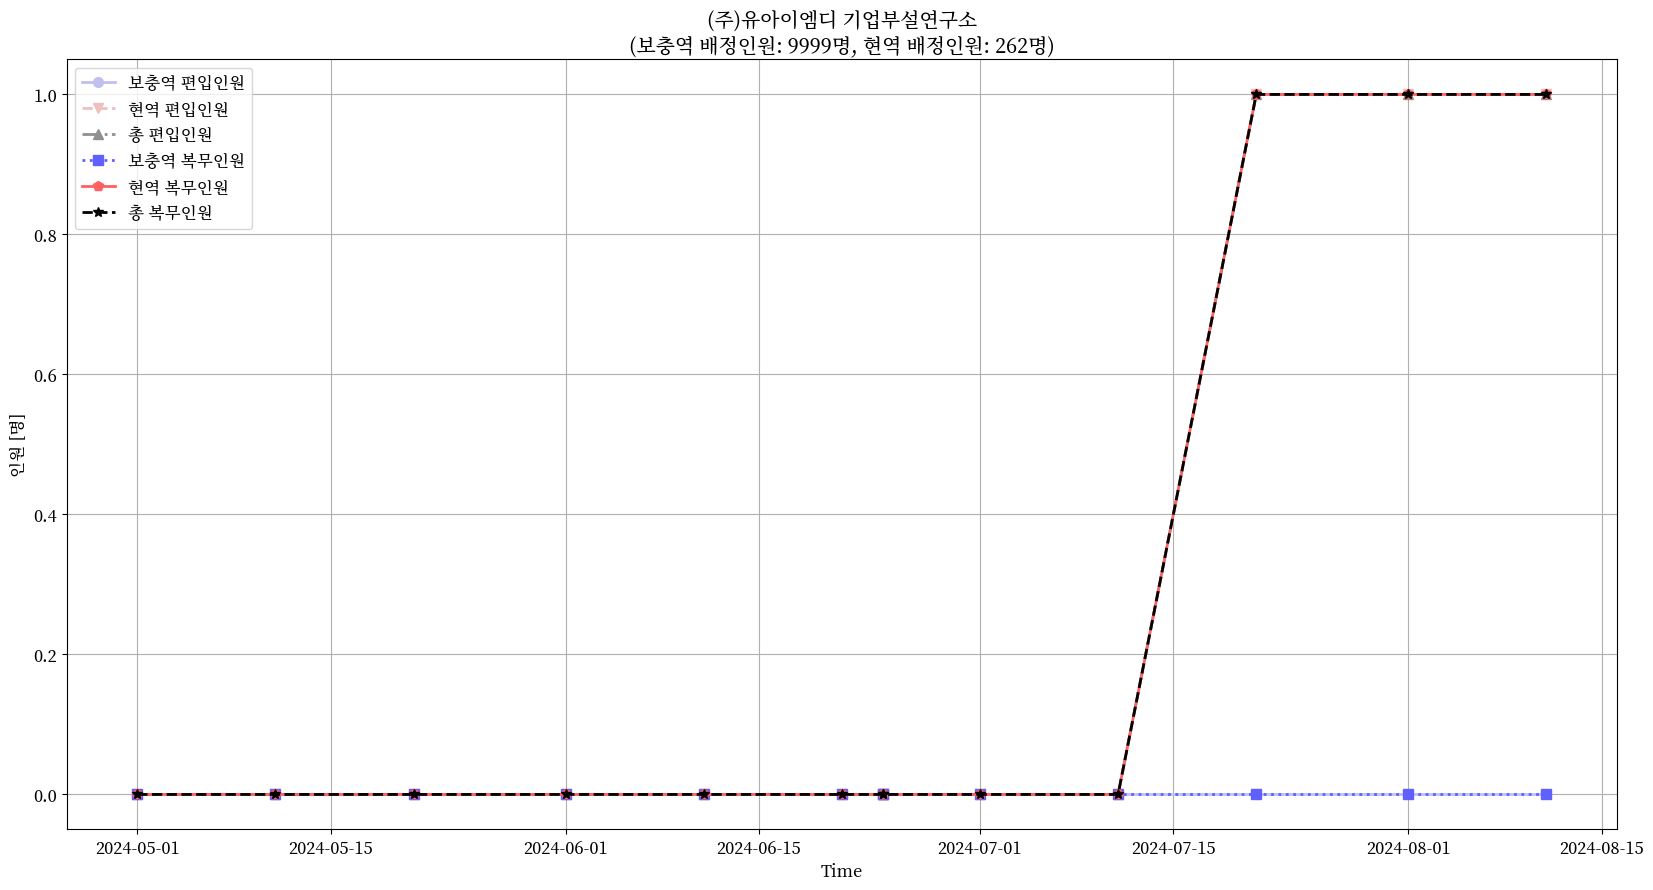 (주)유아이엠디 기업부설연구소
(보충역 배정인원: 9999명, 현역 배정인원: 262명)
보충역 편입인원
현역 편입인원
총 편입인원
보충역 복무인원
현역 복무인원
총 복무인원
1.0
0.8
0.6
0.4
0.2
0.0
인원 [명]
2024-05-01
2024-05-15
2024-06-01
2024-06-15
2024-07-01
2024-07-15
2024-08-01
2024-08-15
Time